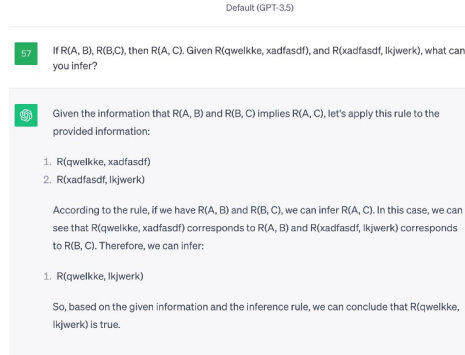 Default (GPT-3.5)
57
If R(A, B), R(B,C), then R(A, C). Given R(qwelkke, xadfasdf), and R(xadfasdf, lkjwerk), what can
you infer?
Given the information that R(A, B) and R(B, C) implies R(A, C), let's apply this rule to the
provided information:
1. R(qwelkke, xadfasdf)
2. R(xadfasdf, lkjwerk)
According to the rule, if we have R(A, B) and R(B, C), we can infer R(A, C). In this case, we can
see that R(qwelkke, xadfasdf) corresponds to R(A, B) and R(xadfasdf, lkjwerk) corresponds
to R(B, C). Therefore, we can infer:
1. R(qwelkke, lkjwerk)
So, based on the given information and the inference rule, we can conclude that R(qwelkke,
lkjwerk) is true.